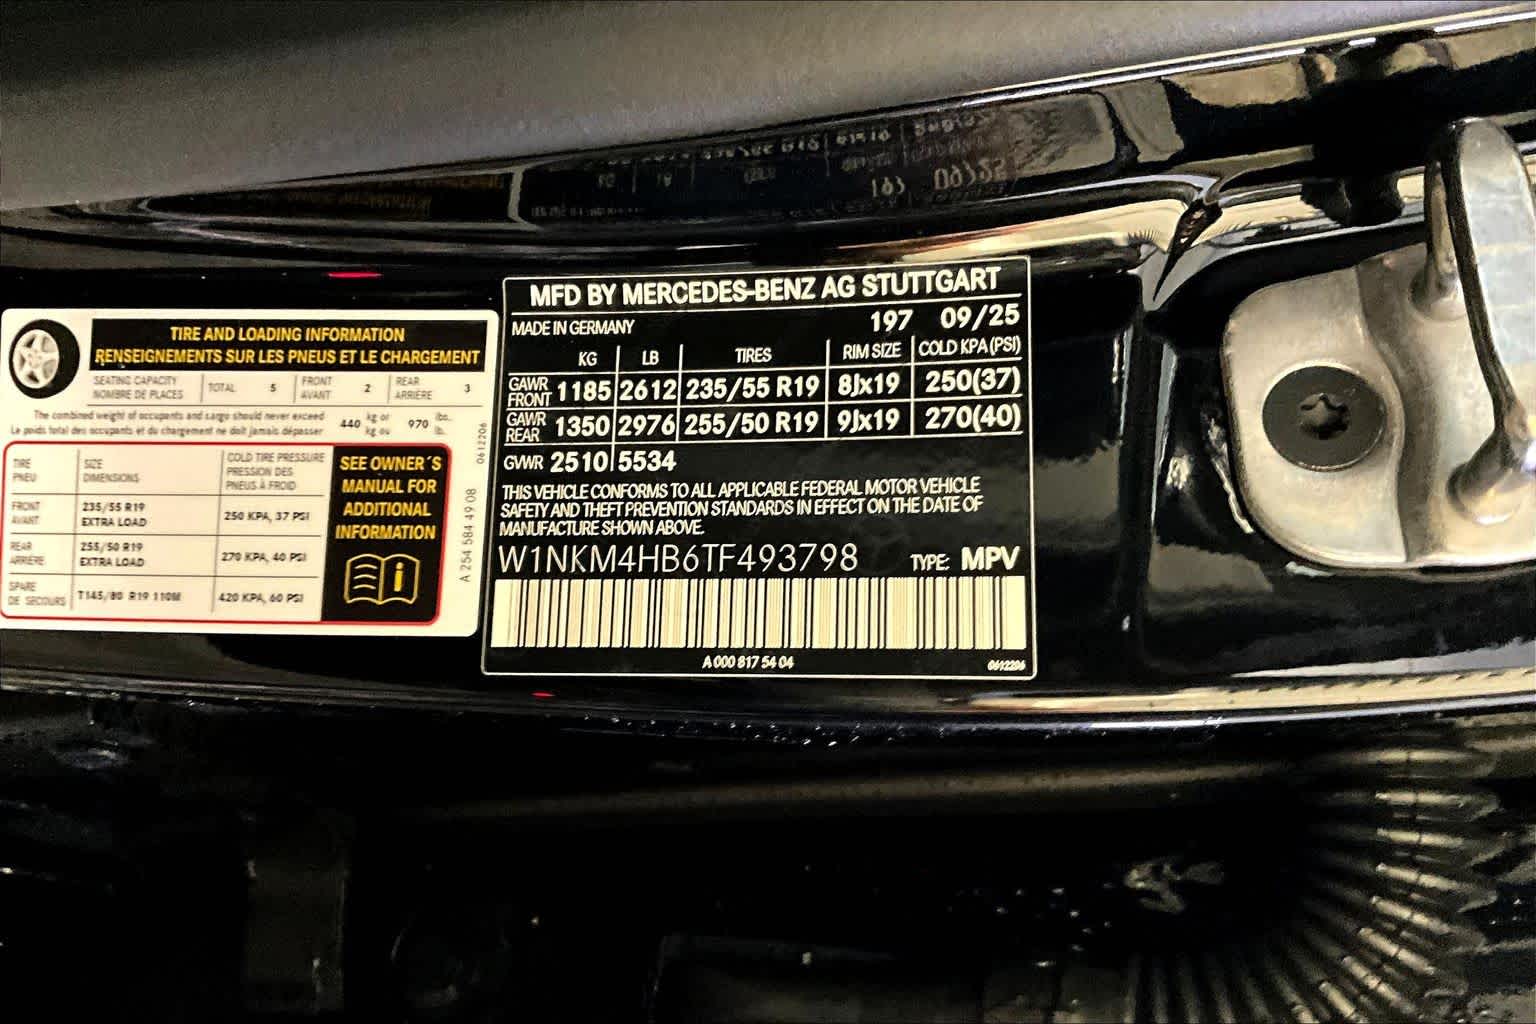 TIRE AND LOADING INFORMATION
RENSEIGNEMENTS SUR LES PNEUS ET LE CHARGEMENT
SEATING CAPACITY
NOMBRE DE PLACES
TOTAL 5
FRONT
AVANT
2
REAR
ARRIÈRE
3
The combined weight of occupants and cargo should never exceed
Le poids total des occupants et du chargement ne doit jamais dépasser
440 kg or
kg ou
970 lbs.
lb.
TIRE
PNEU
SIZE
DIMENSIONS
COLD TIRE PRESSURE
PRESSION DES
PNEUS À FROID
FRONT
AVANT
235/55 R19
EXTRA LOAD
250 KPA, 37 PSI
REAR
ARRIÈRE
255/50 R19
EXTRA LOAD
270 KPA, 40 PSI
SPARE
DE SECOURS
T145/80 R19 110M
420 KPA, 60 PSI
SEE OWNER´S
MANUAL FOR
ADDITIONAL
INFORMATION
A 254 584 49 08
0612206
MFD BY MERCEDES-BENZ AG STUTTGART
MADE IN GERMANY 197 09/25
KG LB TIRES RIM SIZE COLD KPA(PSI)
GAWR
FRONT
1185 2612 235/55 R19 8Jx19 250(37)
GAWR
REAR
1350 2976 255/50 R19 9Jx19 270(40)
GVWR 2510 5534
THIS VEHICLE CONFORMS TO ALL APPLICABLE FEDERAL MOTOR VEHICLE
SAFETY AND THEFT PREVENTION STANDARDS IN EFFECT ON THE DATE OF
MANUFACTURE SHOWN ABOVE.
W1NKM4HB6TF493798 TYPE: MPV
A 000 817 54 04 0612206